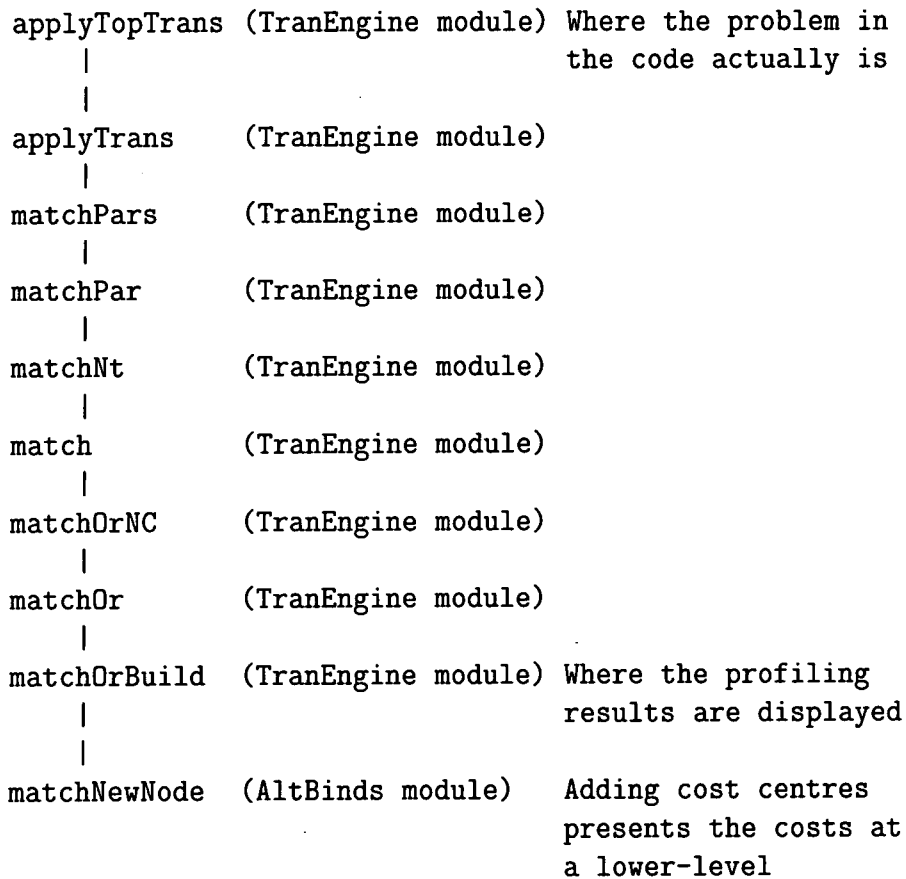 applyTopTrans (TranEngine module) Where the problem in
the code actually is
applyTrans (TranEngine module)
matchPars (TranEngine module)
matchPar (TranEngine module)
matchNt (TranEngine module)
match (TranEngine module)
matchOrNC (TranEngine module)
matchOr (TranEngine module)
matchOrBuild (TranEngine module) Where the profiling
results are displayed
matchNewNode (AltBinds module) Adding cost centres
presents the costs at
a lower-level